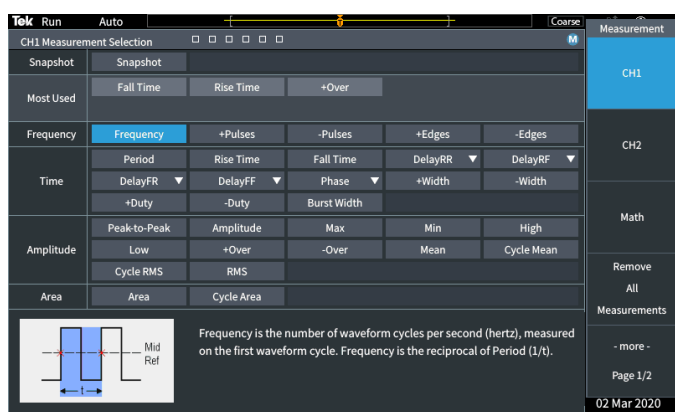 Tek Run Auto Coarse
Measurement
CH1 Measurement Selection M
Snapshot Snapshot
CH1
Most Used Fall Time Rise Time +Over
Frequency Frequency +Pulses -Pulses +Edges -Edges
CH2
Time Period Rise Time Fall Time DelayRR DelayRF
DelayFR DelayFF Phase +Width -Width
+Duty -Duty Burst Width
Math
Amplitude Peak-to-Peak Amplitude Max Min High
Low +Over -Over Mean Cycle Mean
Cycle RMS RMS
Remove
All
Measurements
Area Area Cycle Area
Frequency is the number of waveform cycles per second (hertz), measured
on the first waveform cycle. Frequency is the reciprocal of Period (1/t).
Mid
Ref
t
- more -
Page 1/2
02 Mar 2020